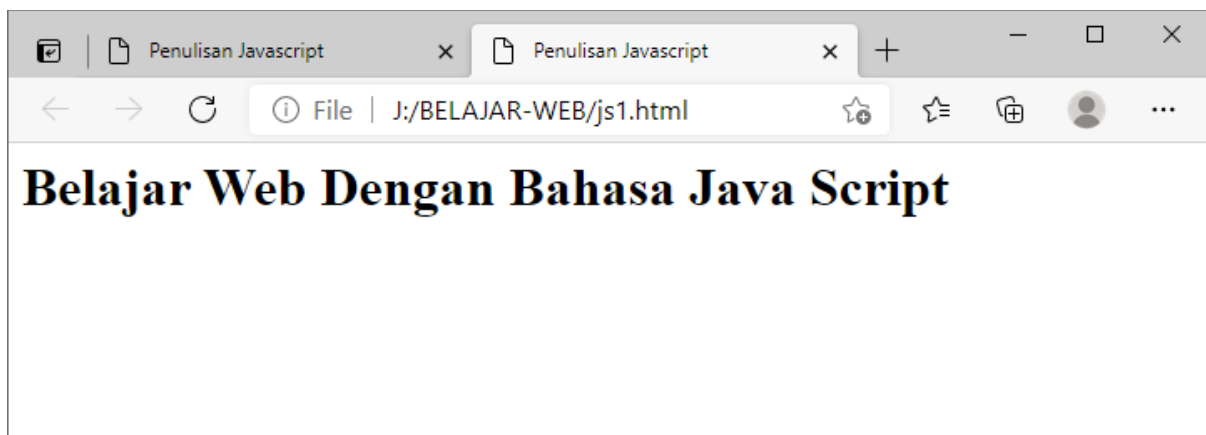 Penulisan Javascript
Penulisan Javascript
File J:/BELAJAR-WEB/js1.html
Belajar Web Dengan Bahasa Java Script